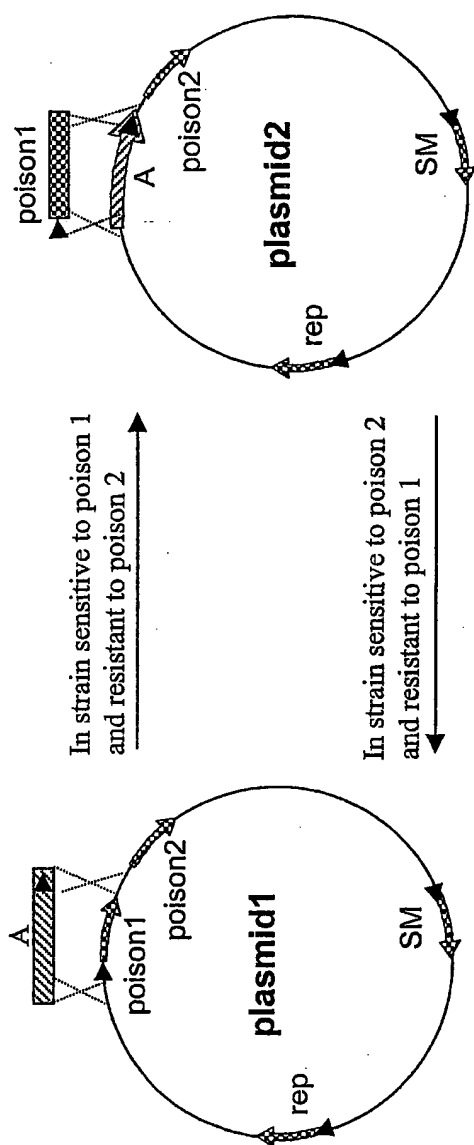 A
poison1
poison2
plasmid1
rep
SM
In strain sensitive to poison 1
and resistant to poison 2
In strain sensitive to poison 2
and resistant to poison 1
poison1
A
poison2
plasmid2
rep
SM